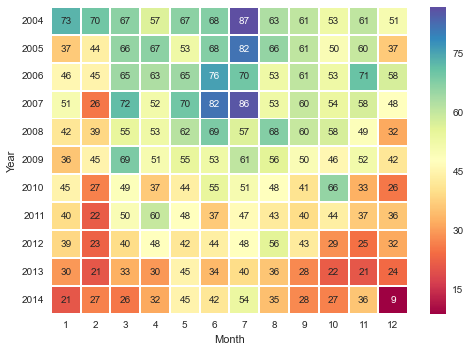 2004 73 70 67 57 67 68 87 63 61 53 61 51
2005 37 44 66 67 53 68 82 66 61 50 60 37
2006 46 45 65 63 65 76 70 53 61 53 71 58
2007 51 26 72 52 70 82 86 53 60 54 58 48
2008 42 39 55 53 62 69 57 68 60 58 49 32
2009 36 45 69 51 55 53 61 56 50 46 52 42
2010 45 27 49 37 44 55 51 48 41 66 33 26
2011 40 22 50 60 48 37 47 43 40 44 37 36
2012 39 23 40 48 42 44 48 56 43 29 25 32
2013 30 21 33 30 45 34 40 36 28 22 21 24
2014 21 27 26 32 45 42 54 35 28 27 36 9
1 2 3 4 5 6 7 8 9 10 11 12
Month
Year
75
60
45
30
15